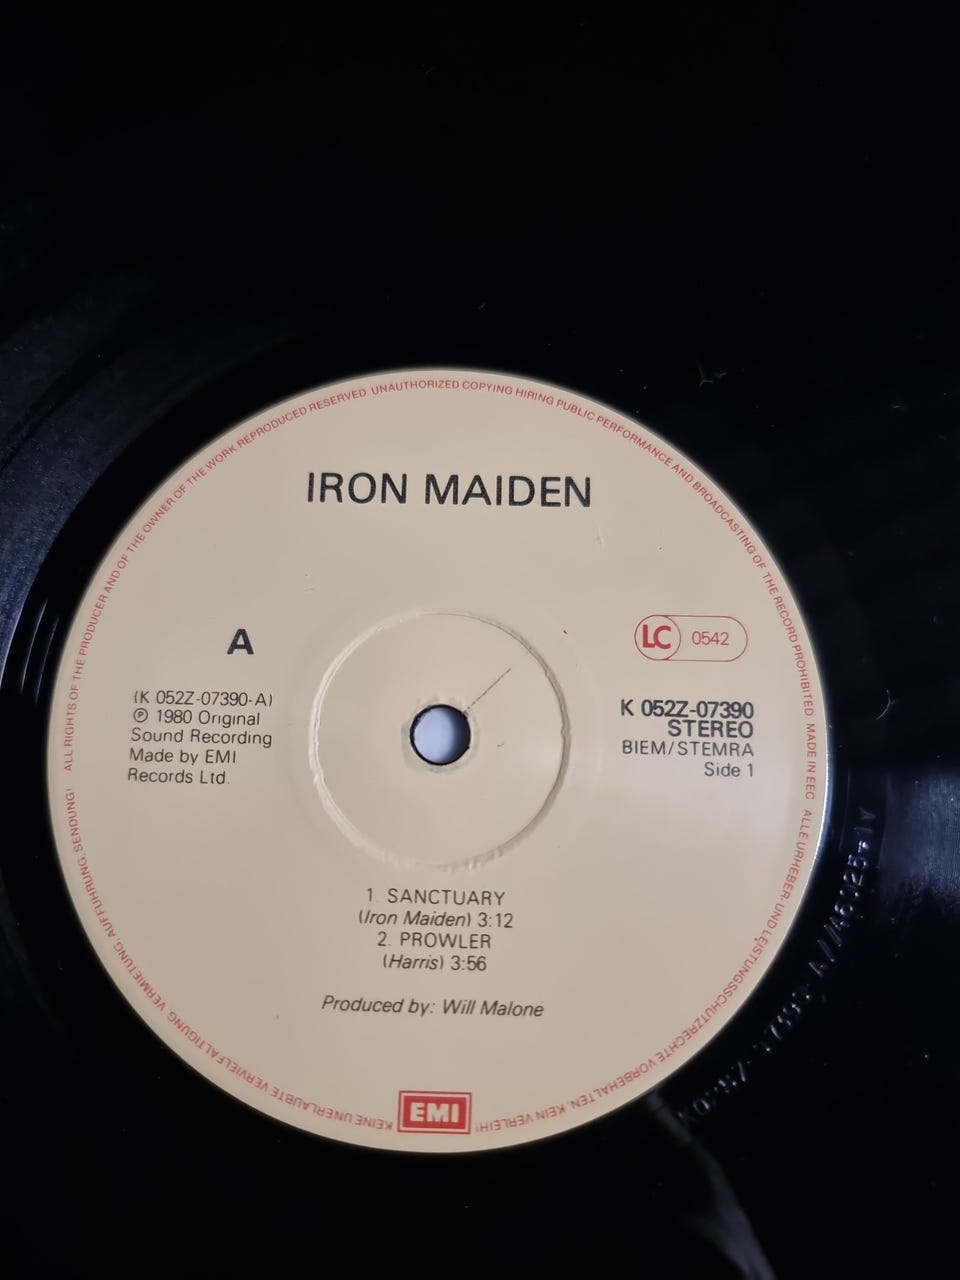 IRON MAIDEN
A
(K 052Z-07390-A)
℗ 1980 Original
Sound Recording
Made by EMI
Records Ltd.
LC 0542
K 052Z-07390
STEREO
BIEM/STEMRA
Side 1
1 SANCTUARY
(Iron Maiden) 3:12
2. PROWLER
(Harris) 3:56
Produced by: Will Malone
EMI
ALL RIGHTS OF THE PRODUCER AND OF THE OWNER OF THE WORK REPRODUCED RESERVED. UNAUTHORIZED COPYING HIRING PUBLIC PERFORMANCE AND BROADCASTING OF THE RECORD PROHIBITED. MADE IN EEC
ALLE URHEBER- UND LEISTUNGSSCHUTZRECHTE VORBEHALTEN. KEIN VERLEIH! KEINE UNERLAUBTE VERVIELFÄLTIGUNG, VERMIETUNG, AUFFÜHRUNG, SENDUNG!